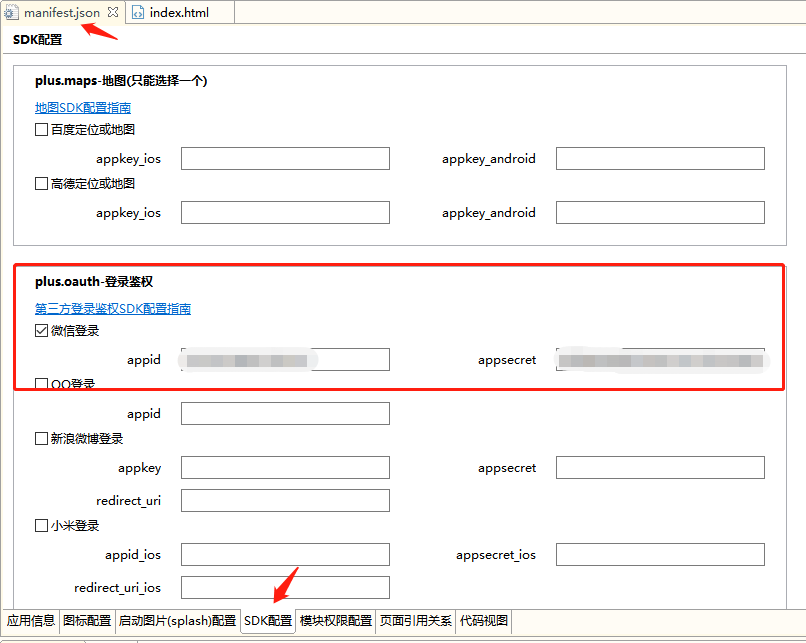 manifest.json index.html
SDK配置
plus.maps-地图(只能选择一个)
地图SDK配置指南
百度定位或地图
appkey_ios appkey_android
高德定位或地图
appkey_ios appkey_android
plus.oauth-登录鉴权
第三方登录鉴权SDK配置指南
微信登录
appid appsecret
QQ登录
appid
新浪微博登录
appkey appsecret
redirect_uri
小米登录
appid_ios appsecret_ios
redirect_uri_ios
应用信息 图标配置 启动图片(splash)配置 SDK配置 模块权限配置 页面引用关系 代码视图